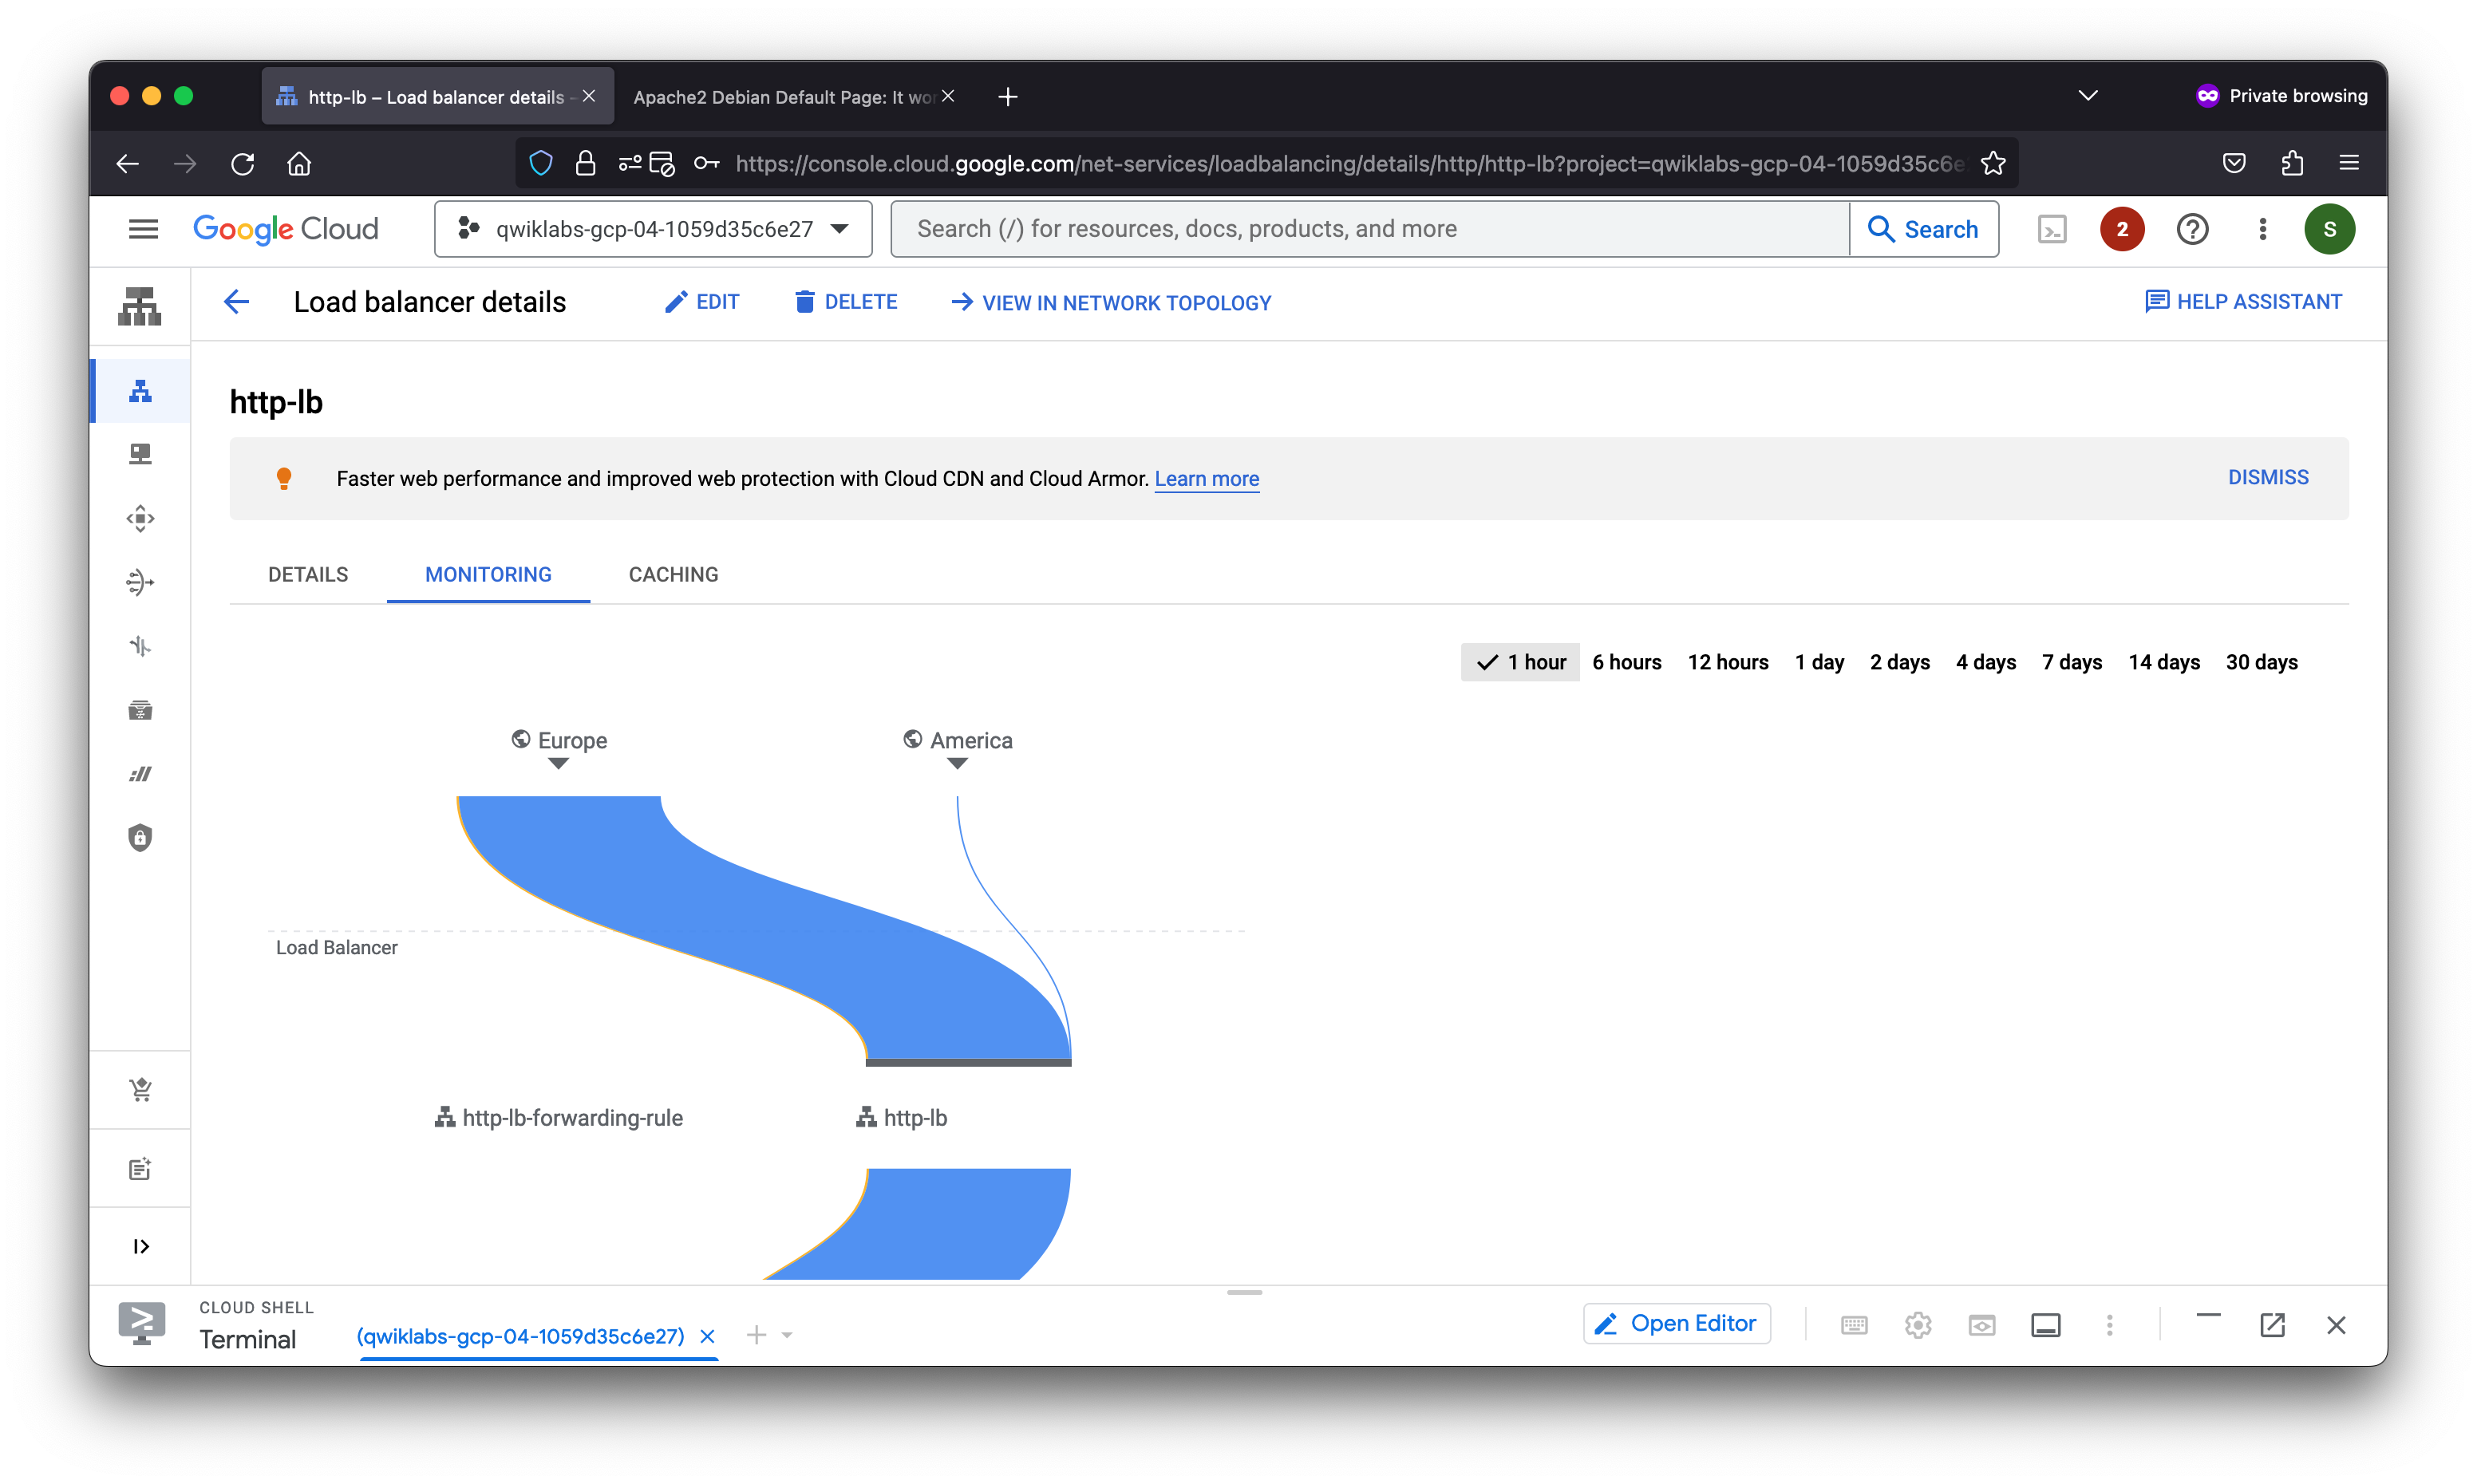 http-lb – Load balancer details –
Apache2 Debian Default Page: It wor
Private browsing
https://console.cloud.google.com/net-services/loadbalancing/details/http/http-lb?project=qwiklabs-gcp-04-1059d35c6e
Google Cloud
qwiklabs-gcp-04-1059d35c6e27
Search (/) for resources, docs, products, and more
Search
2
S
Load balancer details
EDIT
DELETE
VIEW IN NETWORK TOPOLOGY
HELP ASSISTANT
http-lb
Faster web performance and improved web protection with Cloud CDN and Cloud Armor. Learn more
DISMISS
DETAILS
MONITORING
CACHING
1 hour
6 hours
12 hours
1 day
2 days
4 days
7 days
14 days
30 days
Europe
America
Load Balancer
http-lb-forwarding-rule
http-lb
CLOUD SHELL
Terminal
(qwiklabs-gcp-04-1059d35c6e27)
Open Editor